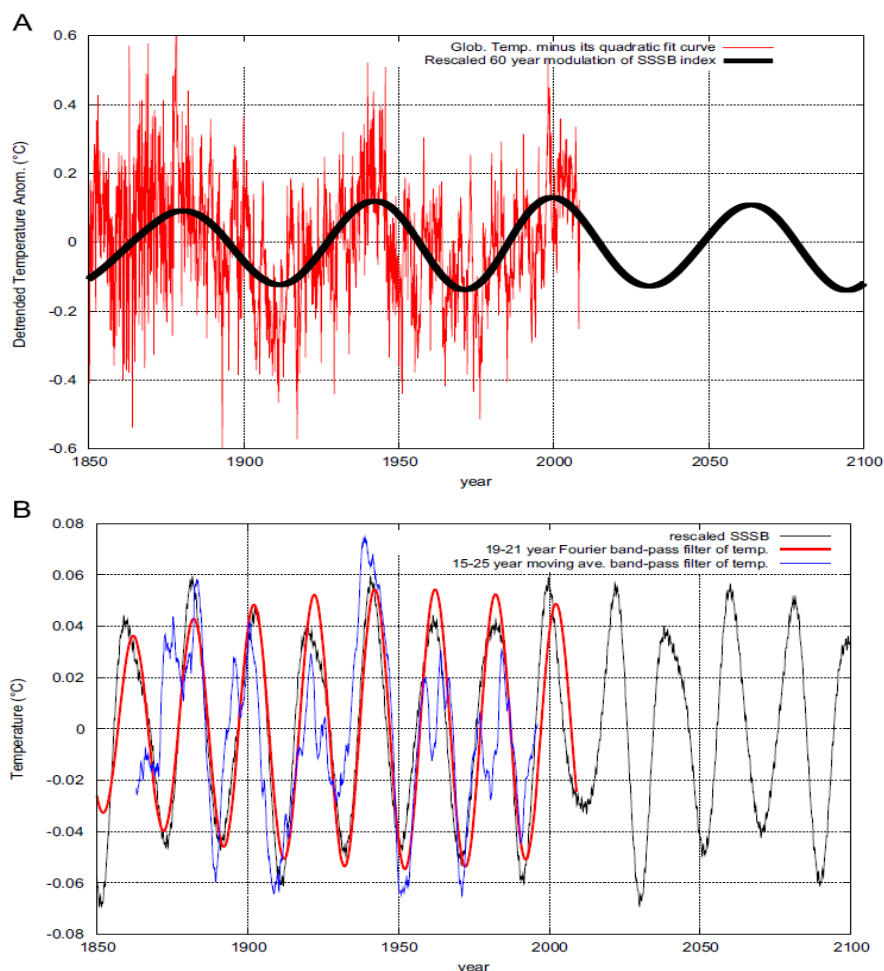 A
Glob. Temp. minus its quadratic fit curve
Rescaled 60 year modulation of SSSB index
0.6
0.4
0.2
0
-0.2
-0.4
-0.6
Detended Temperature Anom. (°C)
1850 1900 1950 2000 2050 2100
year
B
rescaled SSSB
19-21 year Fourier band-pass filter of temp.
15-25 year moving ave. band-pass filter of temp.
0.08
0.06
0.04
0.02
0
-0.02
-0.04
-0.06
-0.08
Temperature (°C)
1850 1900 1950 2000 2050 2100
year